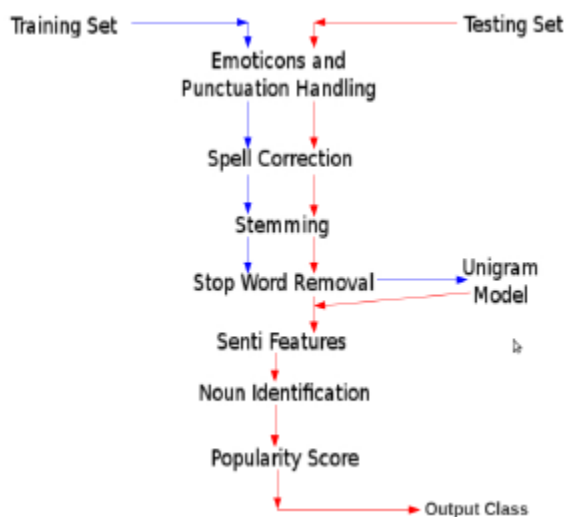 Training Set
Testing Set
Emoticons and
Punctuation Handling
Spell Correction
Stemming
Stop Word Removal
Unigram
Model
Senti Features
Noun Identification
Popularity Score
Output Class